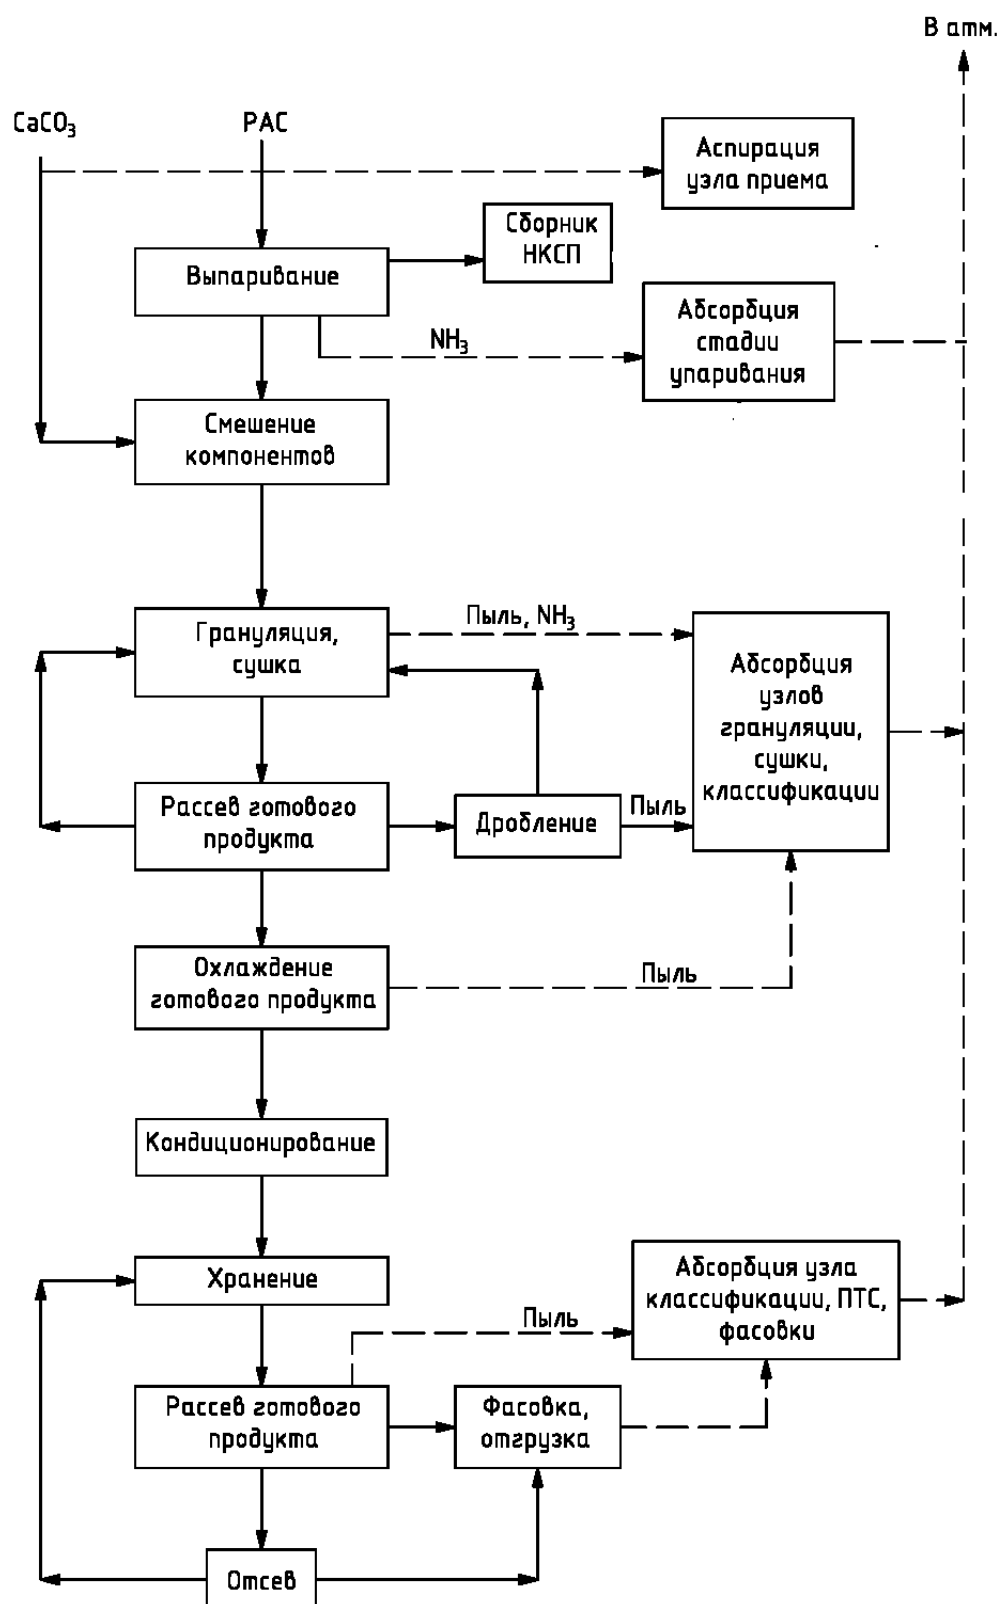 В атм.
CaCO₃
РАС
Аспирация
узла приема
Сборник
НКСП
Выпаривание
NH₃
Абсорбция
стадии
упаривания
Смешение
компонентов
Грануляция,
сушка
Пыль, NH₃
Абсорбция
узлов
грануляции,
сушки,
классификации
Рассев готового
продукта
Дробление
Пыль
Охлаждение
готового продукта
Пыль
Кондиционирование
Хранение
Пыль
Абсорбция узла
классификации, ПТС,
фасовки
Рассев готового
продукта
Фасовка,
отгрузка
Отсев